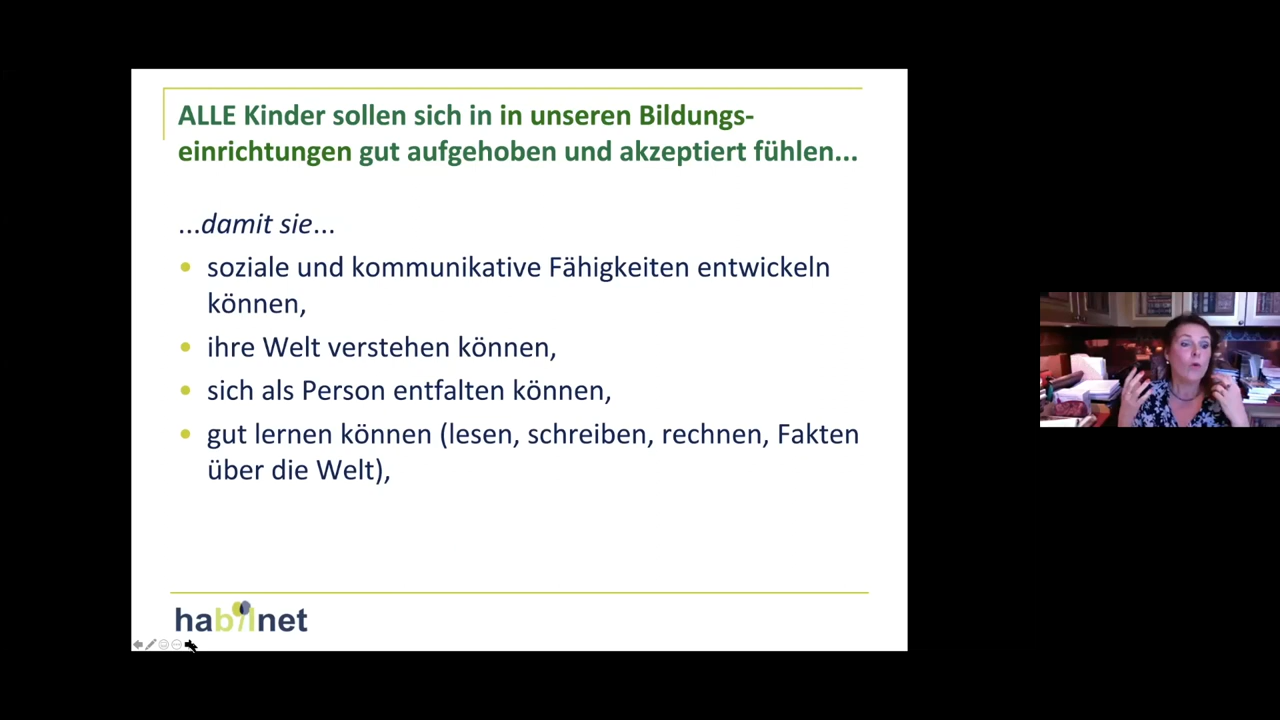 ALLE Kinder sollen sich in in unseren Bildungs-
einrichtungen gut aufgehoben und akzeptiert fühlen...
...damit sie...
soziale und kommunikative Fähigkeiten entwickeln
können,
ihre Welt verstehen können,
sich als Person entfalten können,
gut lernen können (lesen, schreiben, rechnen, Fakten
über die Welt),
habilnet